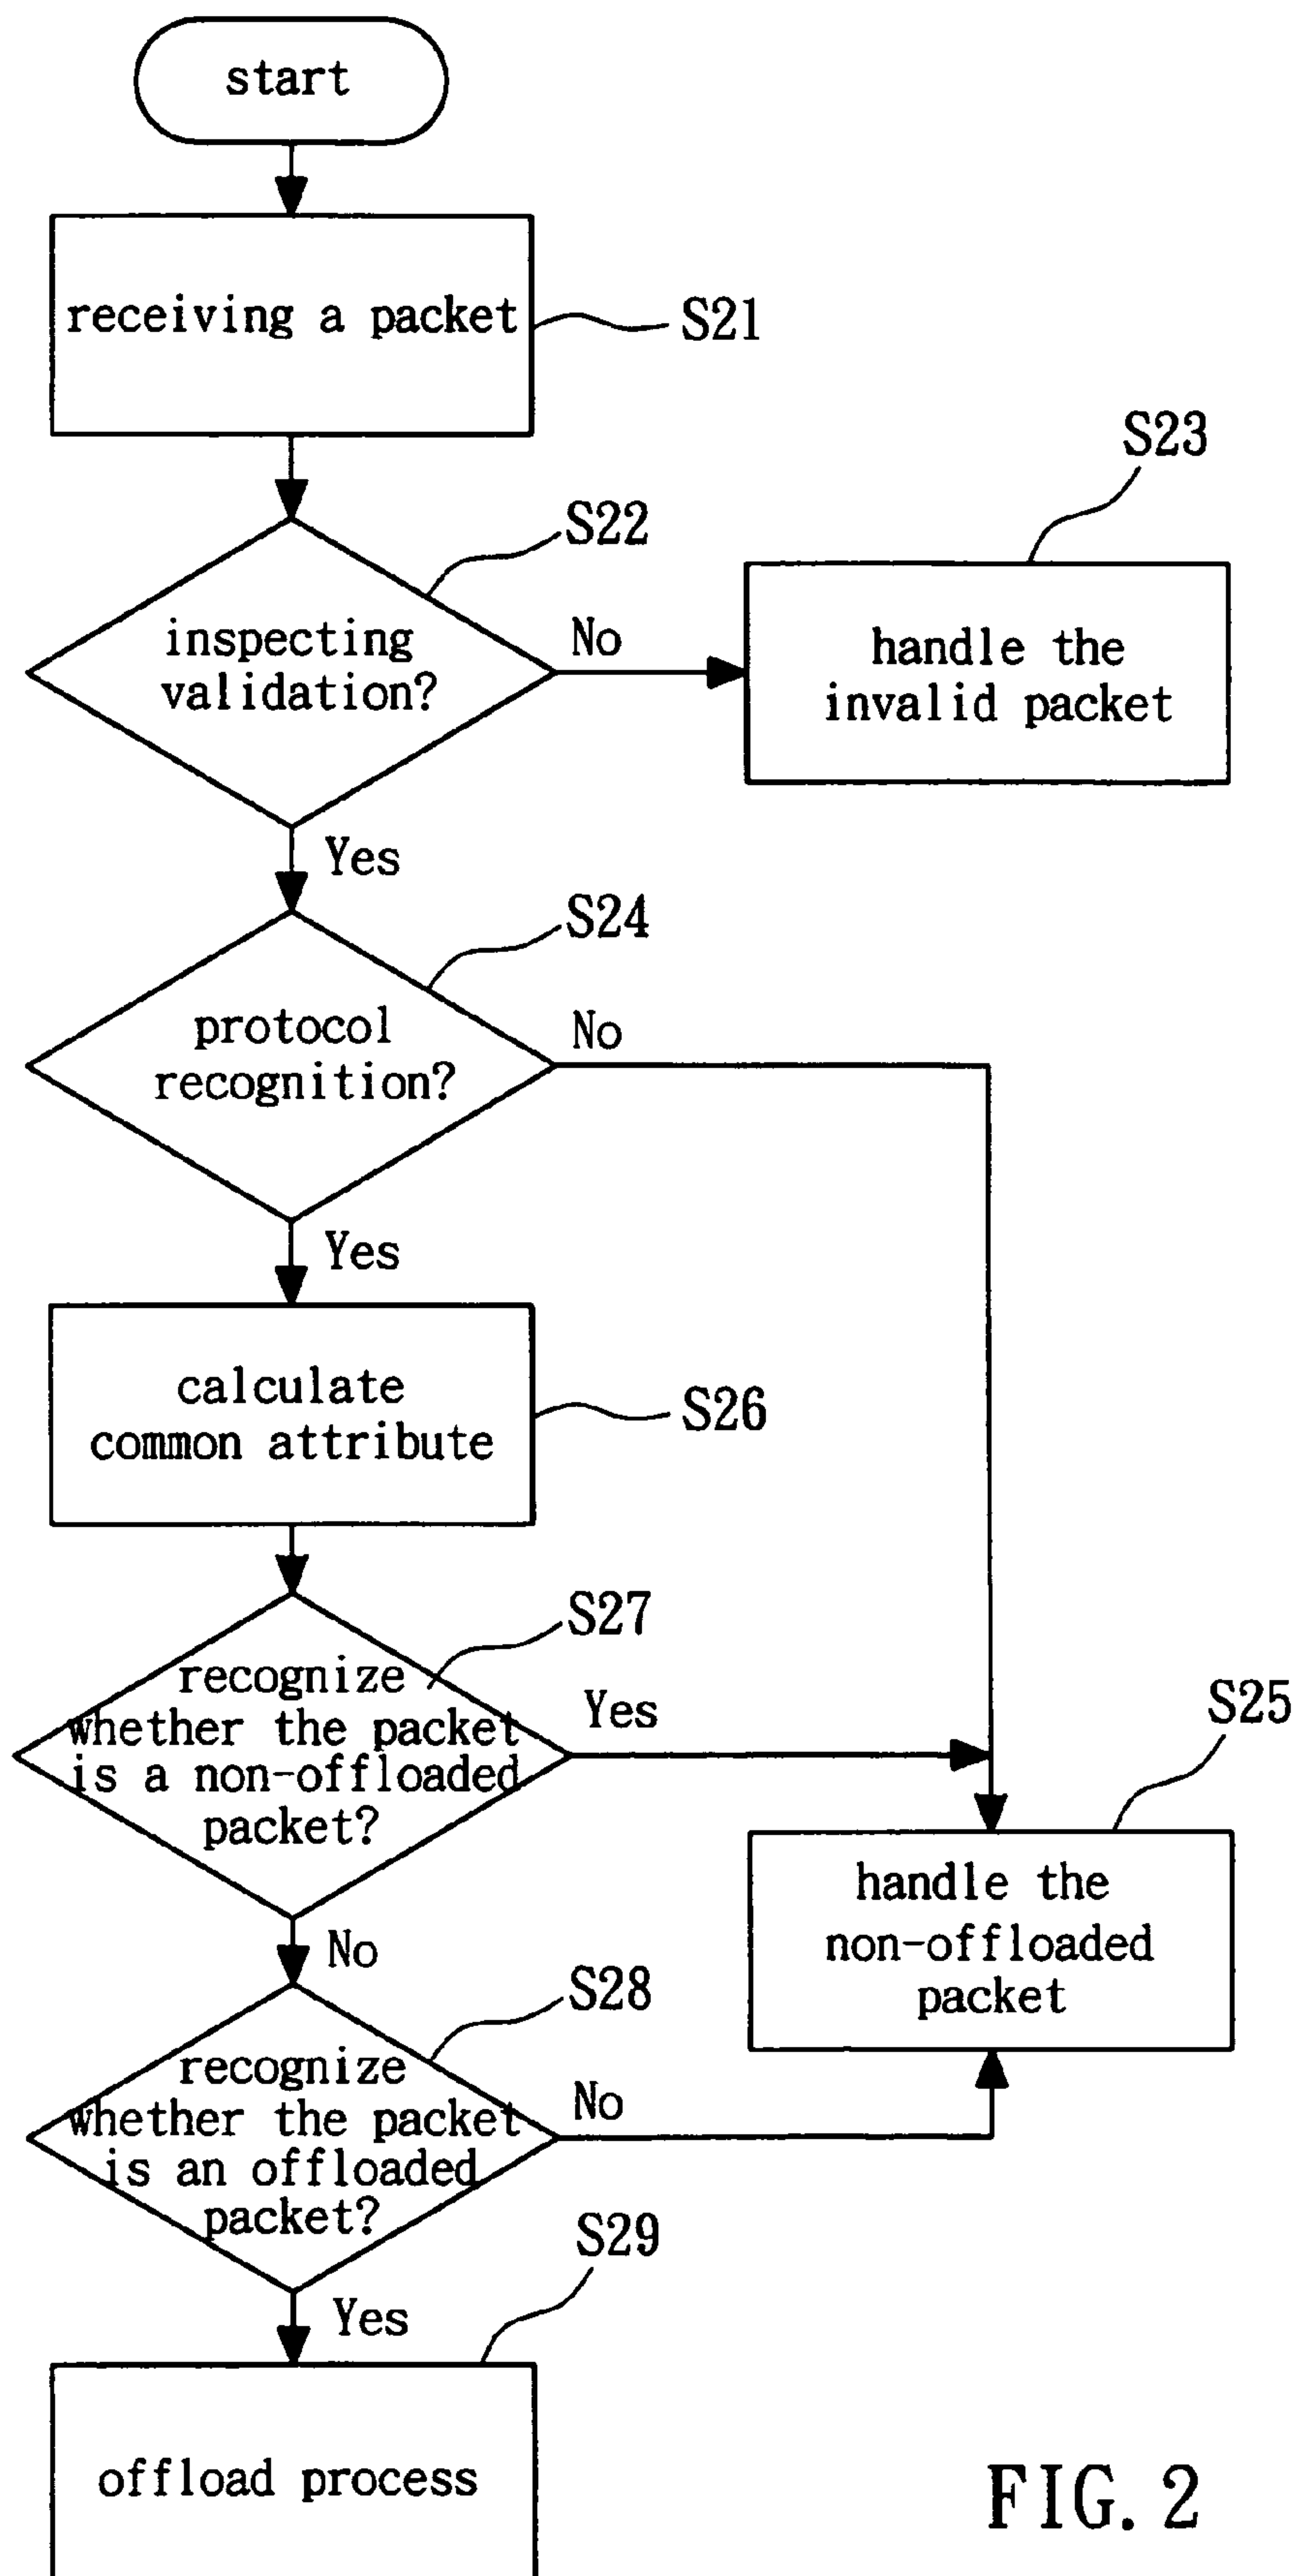 start
receiving a packet
S21
S22
inspecting
validation?
No
S23
handle the
invalid packet
Yes
S24
protocol
recognition?
No
Yes
calculate
common attribute
S26
S27
recognize
whether the packet
is a non-offloaded
packet?
Yes
S25
handle the
non-offloaded
packet
No
S28
recognize
whether the packet
is an offloaded
packet?
No
Yes
S29
offload process
FIG. 2